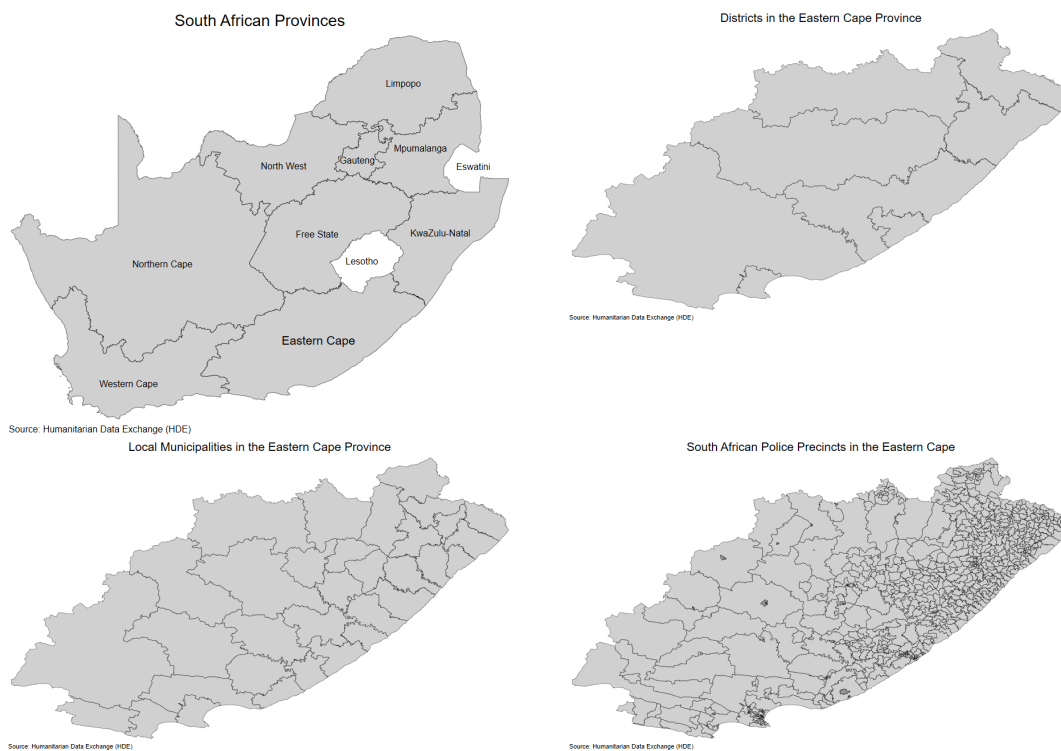 South African Provinces
Limpopo
Mpumalanga
North West
Gauteng
Eswatini
Free State
KwaZulu-Natal
Lesotho
Northern Cape
Eastern Cape
Western Cape
Source: Humanitarian Data Exchange (HDE)
Districts in the Eastern Cape Province
Source: Humanitarian Data Exchange (HDE)
Local Municipalities in the Eastern Cape Province
Source: Humanitarian Data Exchange (HDE)
South African Police Precincts in the Eastern Cape
Source: Humanitarian Data Exchange (HDE)